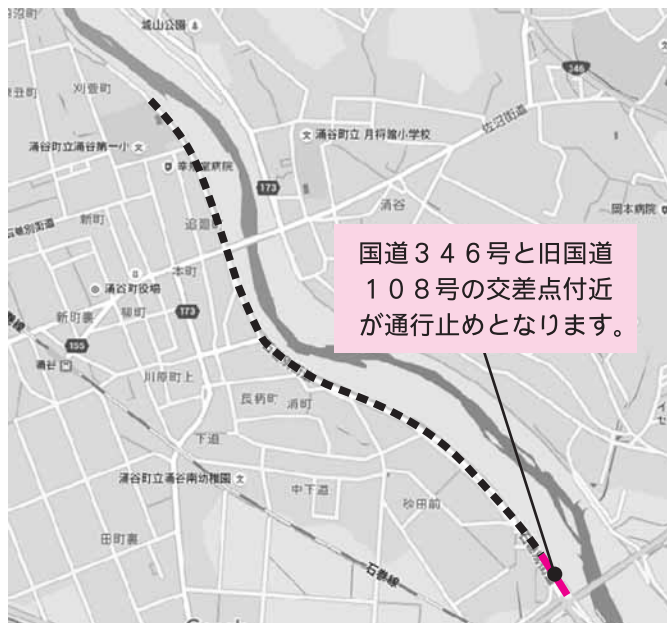 城山公園
346
刈萱町
佐沼街道
涌谷町立 月将館小学校
涌谷町立涌谷第一小
173
涌谷
岡本病院
新町
追廻町
国道346号と旧国道
108号の交差点付近
が通行止めとなります。
本町
涌谷町役場
新町裏
柳町
173
155
涌谷
川原町上
長柄町
下道
涌谷町立涌谷南幼稚園
中下道
砂田前
田町裏
石巻線